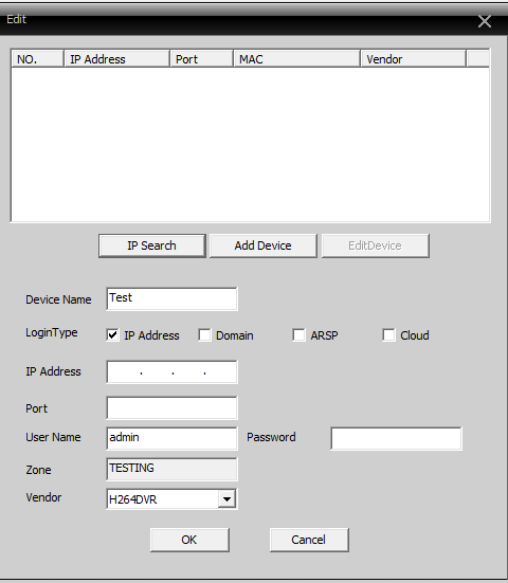 Edit
NO. IP Address Port MAC Vendor
IP Search Add Device EditDevice
Device Name Test
LoginType IP Address Domain ARSP Cloud
IP Address . . .
Port
User Name admin Password
Zone TESTING
Vendor H264DVR
OK Cancel